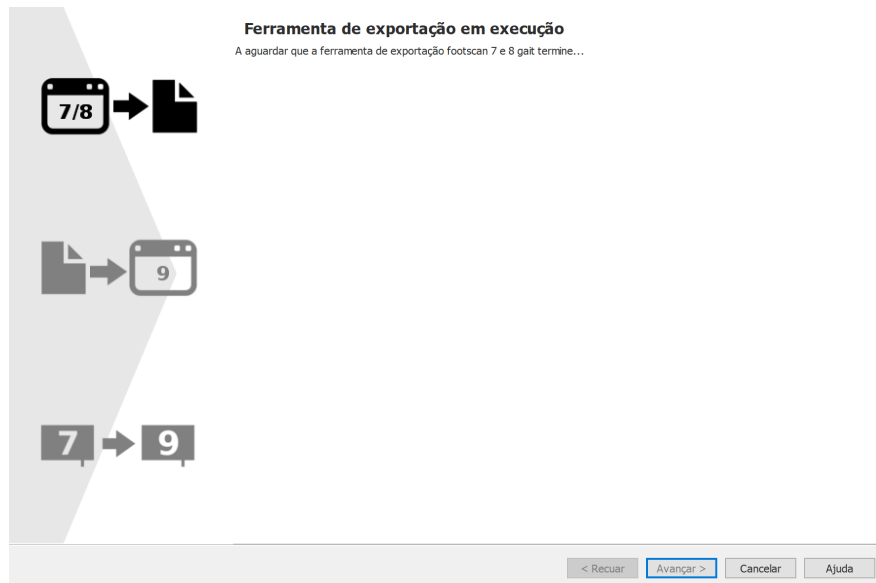 Ferramenta de exportação em execução
A aguardar que a ferramenta de exportação footscan 7 e 8 gait termine...
7/8
9
7 9
< Recuar Avançar > Cancelar Ajuda